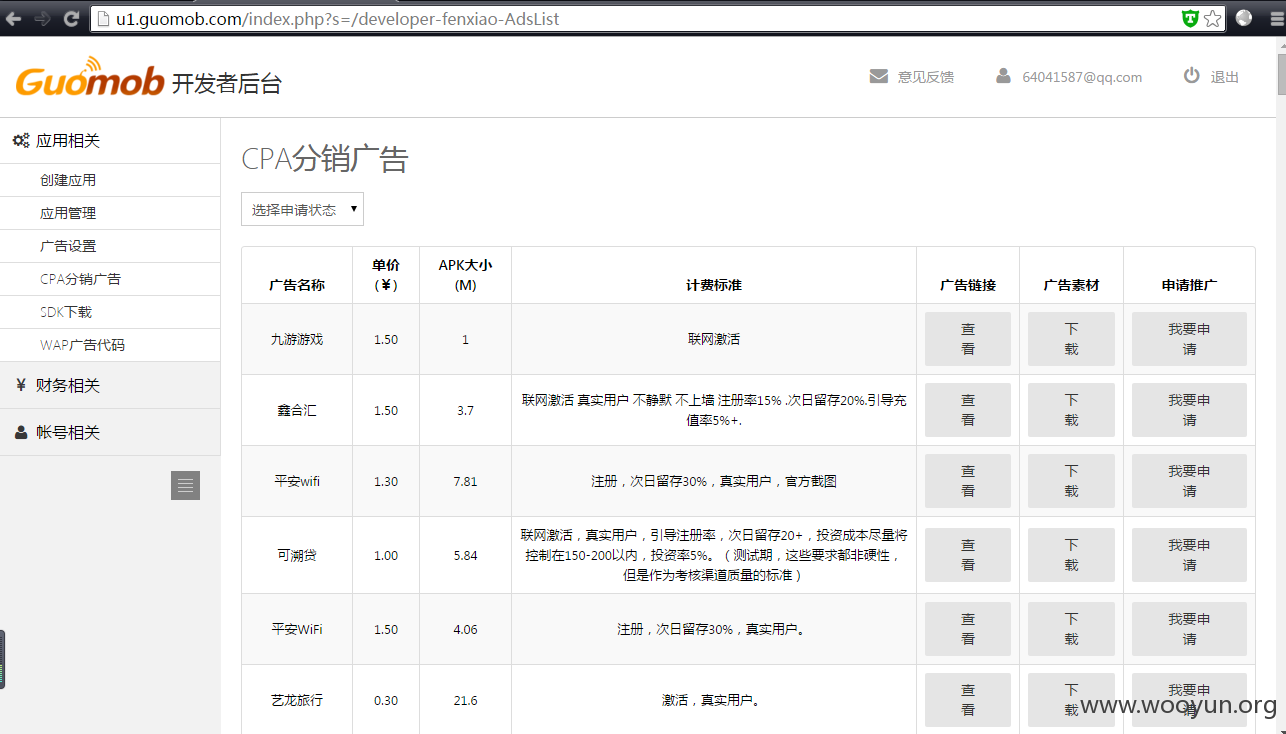 u1.guomob.com/index.php?s=/developer-fenxiao-AdsList
Guomob 开发者后台
意见反馈
64041587@qq.com
退出
应用相关
创建应用
应用管理
广告设置
CPA分销广告
SDK下载
WAP广告代码
¥ 财务相关
帐号相关
CPA分销广告
选择申请状态
广告名称
单价
(¥)
APK大小
(M)
计费标准
广告链接
广告素材
申请推广
九游游戏
1.50
1
联网激活
查
看
下
载
我要申
请
鑫合汇
1.50
3.7
联网激活 真实用户 不静默 不上墙 注册率15% .次日留存20%.引导充
值率5%+.
查
看
下
载
我要申
请
平安wifi
1.30
7.81
注册，次日留存30%，真实用户，官方截图
查
看
下
载
我要申
请
可溯贷
1.00
5.84
联网激活，真实用户，引导注册率，次日留存20+，投资成本尽量将
控制在150-200以内，投资率5%。（测试期，这些要求都非硬性，
但是作为考核渠道质量的标准）
查
看
下
载
我要申
请
平安WiFi
1.50
4.06
注册，次日留存30%，真实用户。
查
看
下
载
我要申
请
艺龙旅行
0.30
21.6
激活，真实用户。
查
看
下
载
我要申
请
www.wooyun.org